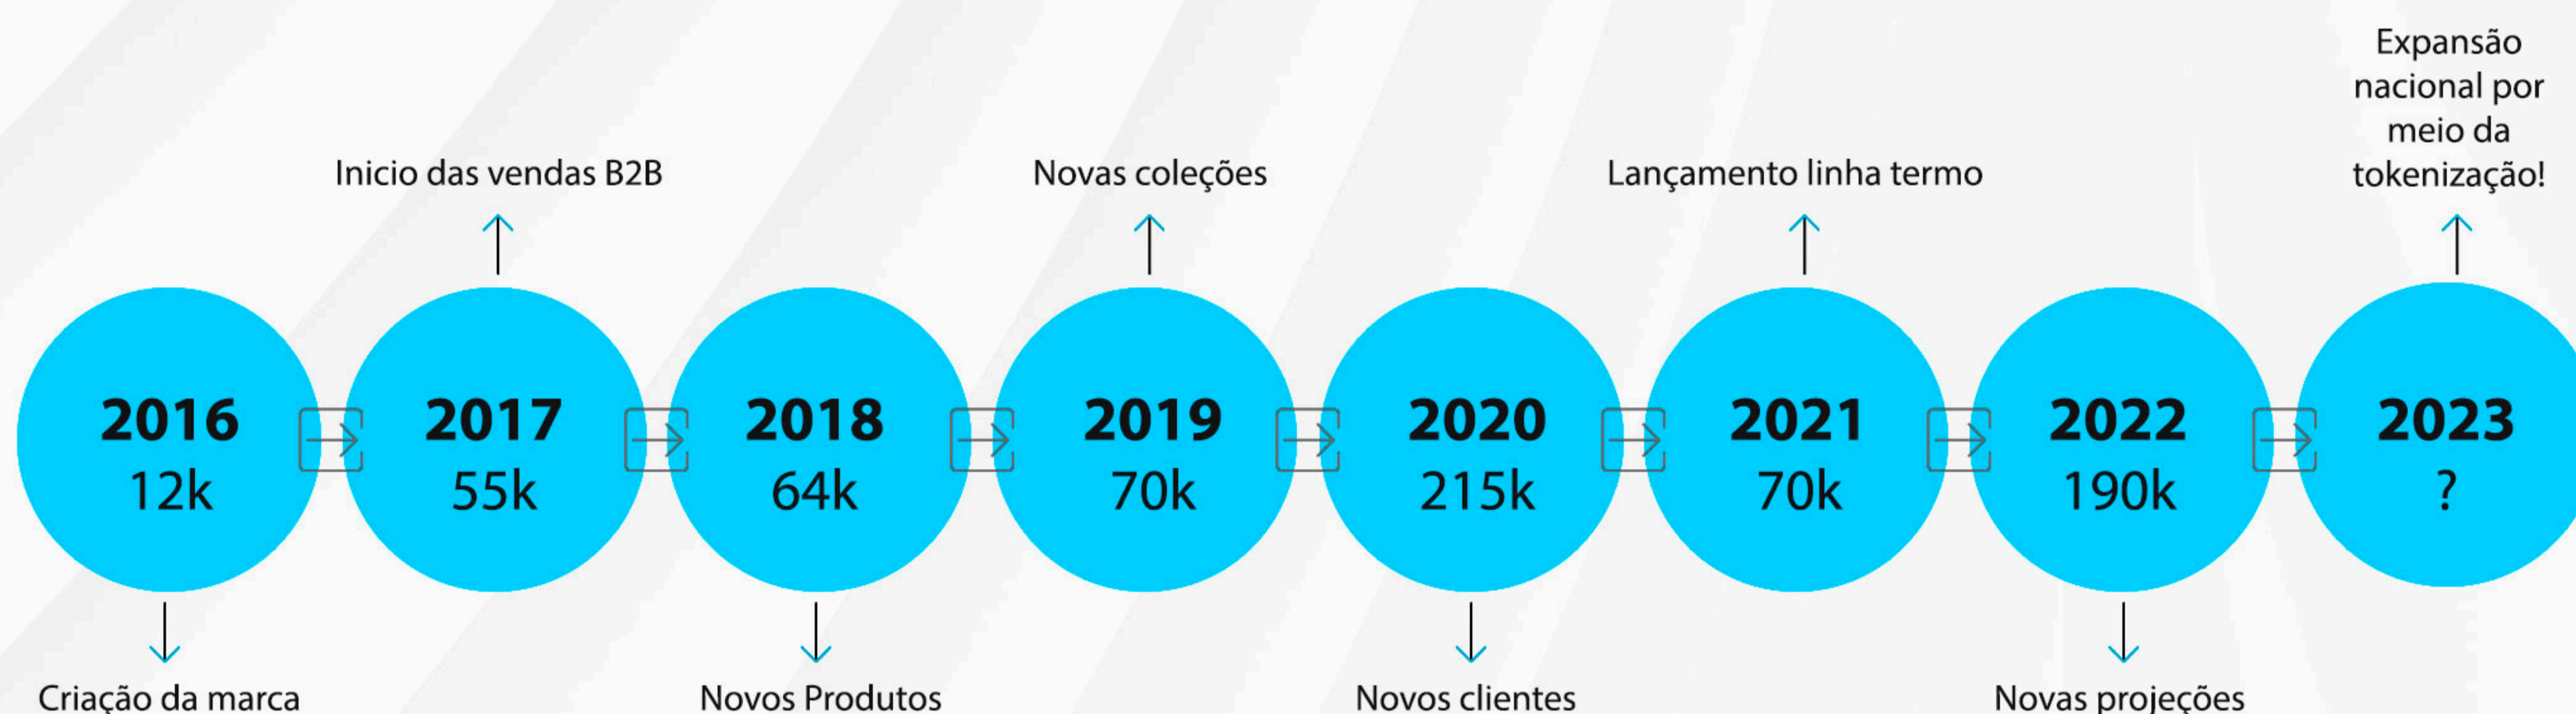 Expansão
nacional por
meio da
tokenização!
Inicio das vendas B2B
Novas coleções
Lançamento linha termo
2016
12k
2017
55k
2018
64k
2019
70k
2020
215k
2021
70k
2022
190k
2023
?
Criação da marca
Novos Produtos
Novos clientes
Novas projeções